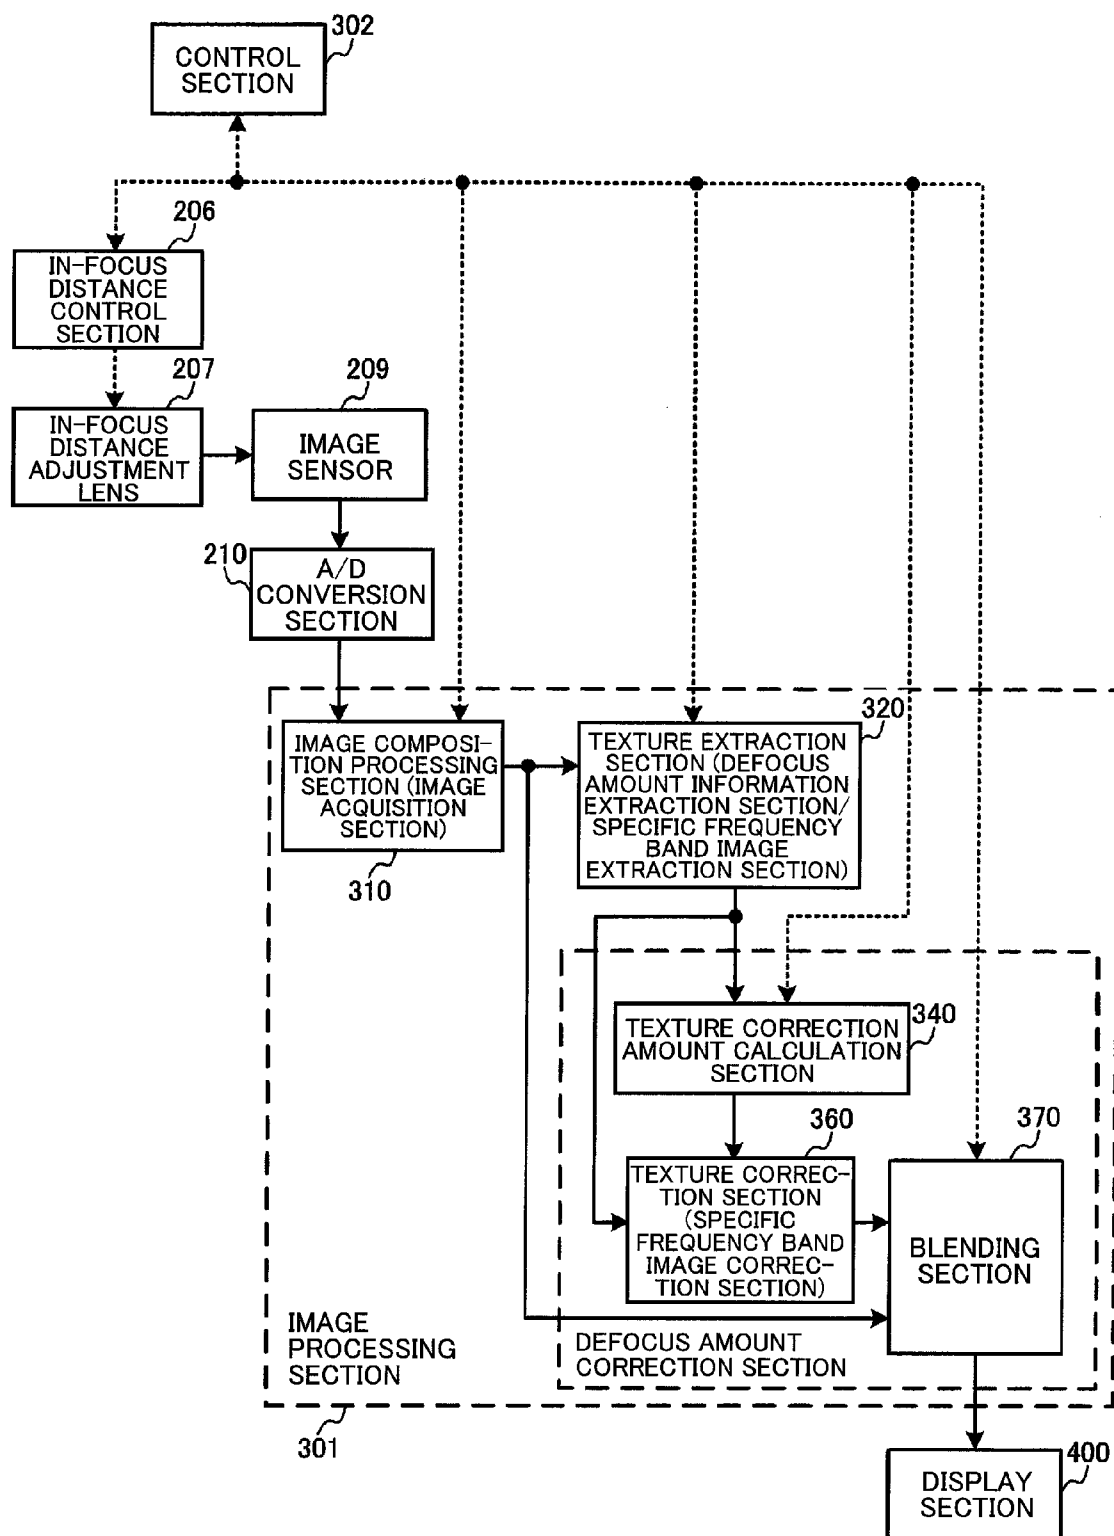 302
CONTROL
SECTION
206
IN-FOCUS
DISTANCE
CONTROL
SECTION
207
IN-FOCUS
DISTANCE
ADJUSTMENT
LENS
209
IMAGE
SENSOR
210
A/D
CONVERSION
SECTION
IMAGE COMPOSI-
TION PROCESSING
SECTION (IMAGE
ACQUISITION
SECTION)
310
320
TEXTURE EXTRACTION
SECTION (DEFOCUS
AMOUNT INFORMATION
EXTRACTION SECTION/
SPECIFIC FREQUENCY
BAND IMAGE
EXTRACTION SECTION)
340
TEXTURE CORRECTION
AMOUNT CALCULATION
SECTION
360
TEXTURE CORREC-
TION SECTION
(SPECIFIC
FREQUENCY BAND
IMAGE CORREC-
TION SECTION)
370
BLENDING
SECTION
IMAGE
PROCESSING
SECTION
DEFOCUS AMOUNT
CORRECTION SECTION
301
400
DISPLAY
SECTION